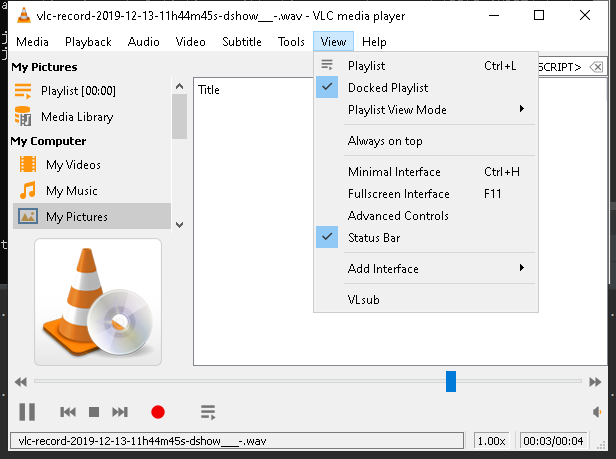 vlc-record-2019-12-13-11h44m45s-dshow___-.wav - VLC media player
Media Playback Audio Video Subtitle Tools View Help
My Pictures
Playlist [00:00]
Media Library
My Computer
My Videos
My Music
My Pictures
Title
SCRIPT>
Playlist Ctrl+L
Docked Playlist
Playlist View Mode
Always on top
Minimal Interface Ctrl+H
Fullscreen Interface F11
Advanced Controls
Status Bar
Add Interface
VLsub
vlc-record-2019-12-13-11h44m45s-dshow___-.wav
1.00x
00:03/00:04